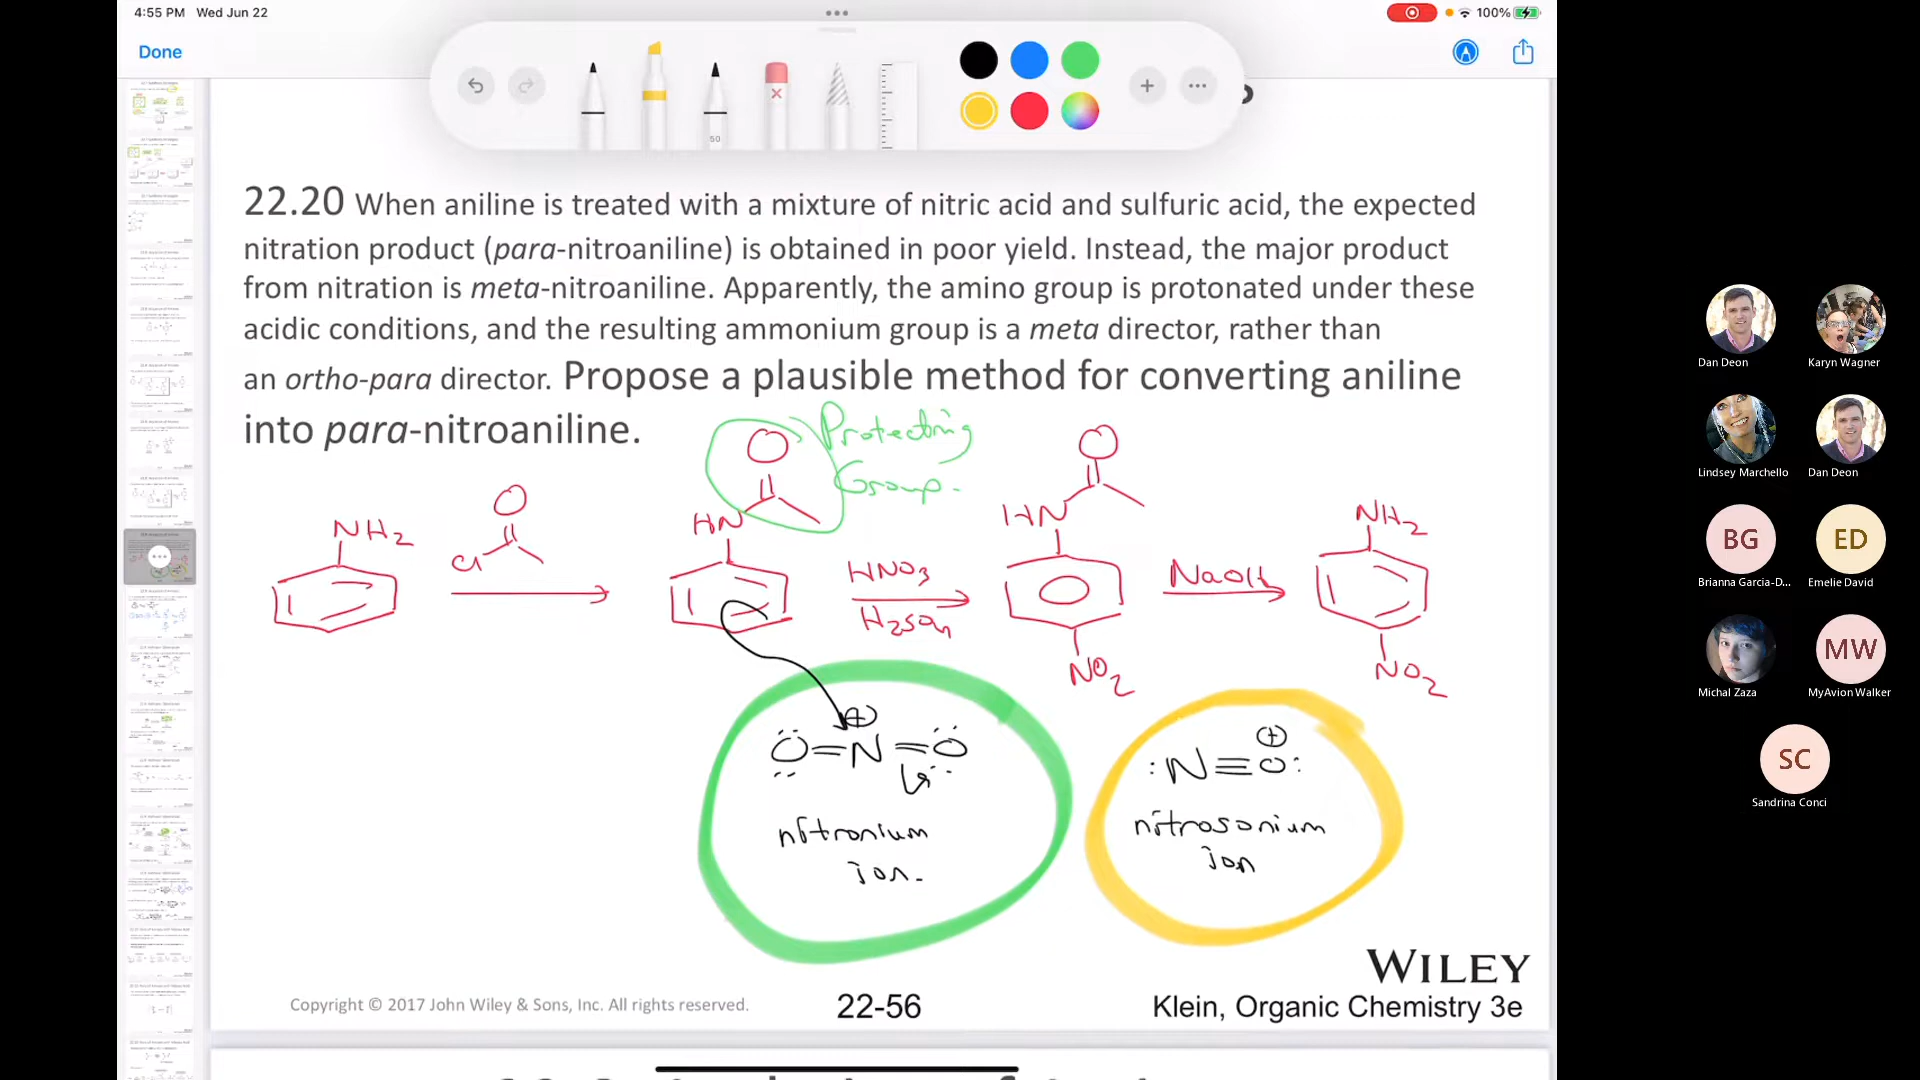 4:55 PM Wed Jun 22
100%
Done
50
22.20 When aniline is treated with a mixture of nitric acid and sulfuric acid, the expected
nitration product (para-nitroaniline) is obtained in poor yield. Instead, the major product
from nitration is meta-nitroaniline. Apparently, the amino group is protonated under these
acidic conditions, and the resulting ammonium group is a meta director, rather than
an ortho-para director. Propose a plausible method for converting aniline
into para-nitroaniline.
Protecting
Group.
O
O
O
NH2
Cl
HN
HN
NH2
HNO3
H2SO4
NaOH
NO2
NO2
O=N=O
⊕
nitronium
ion.
:N≡O:
⊕
nitrosonium
ion
WILEY
Copyright © 2017 John Wiley & Sons, Inc. All rights reserved.
22-56
Klein, Organic Chemistry 3e
Dan Deon
Karyn Wagner
Lindsey Marchello
Dan Deon
BG
ED
Brianna Garcia-D...
Emelie David
MW
Michal Zaza
MyAvion Walker
SC
Sandrina Conci